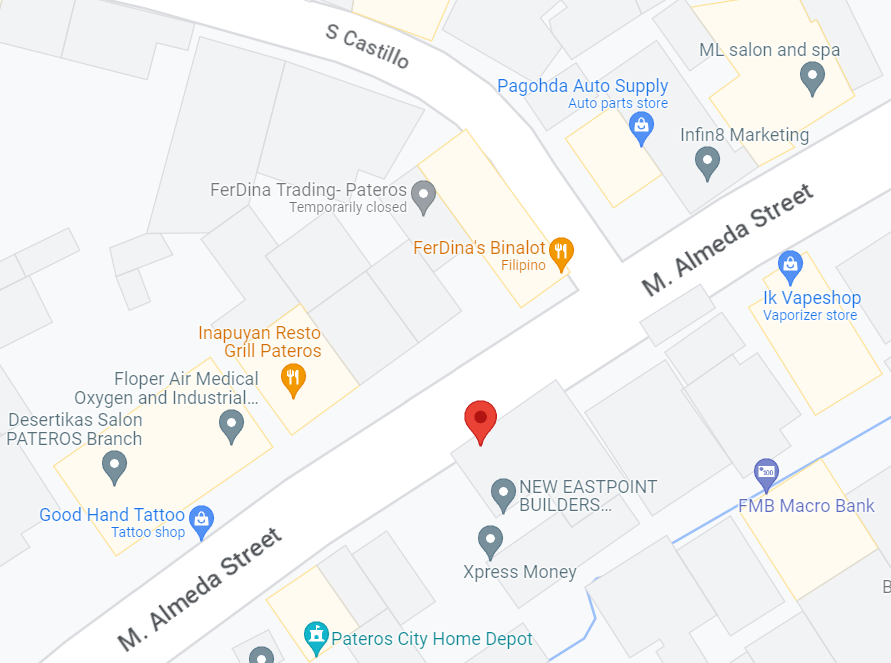 S Castillo
ML salon and spa
Pagohda Auto Supply
Auto parts store
Infin8 Marketing
FerDina Trading- Pateros
Temporarily closed
M. Almeda Street
FerDina's Binalot
Filipino
Ik Vapeshop
Vaporizer store
Inapuyan Resto
Grill Pateros
Floper Air Medical
Oxygen and Industrial...
Desertikas Salon
PATEROS Branch
100
NEW EASTPOINT
BUILDERS...
FMB Macro Bank
Good Hand Tattoo
Tattoo shop
M. Almeda Street
Xpress Money
B
Pateros City Home Depot